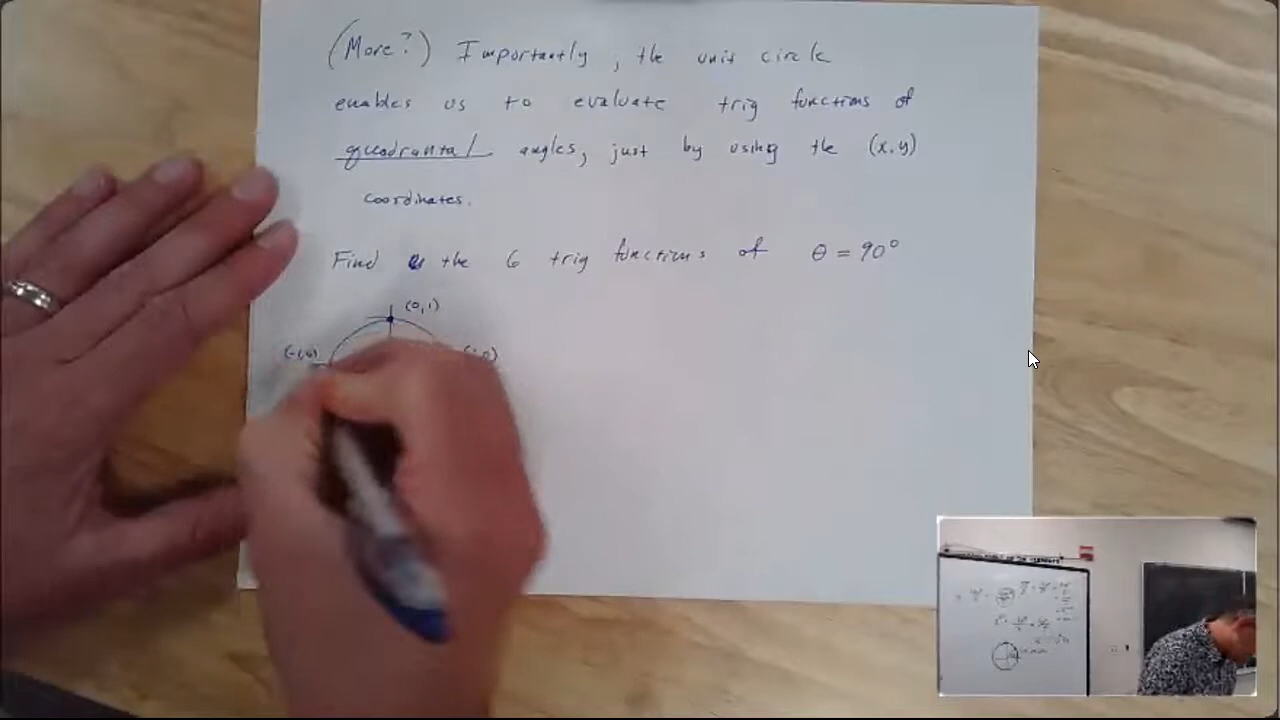 (More?) Importantly, the unit circle
enables us to evaluate trig functions of
quadrantal angles, just by using the (x,y)
coordinates.
Find the 6 trig functions of θ = 90°
(0,1)
(-1,0)